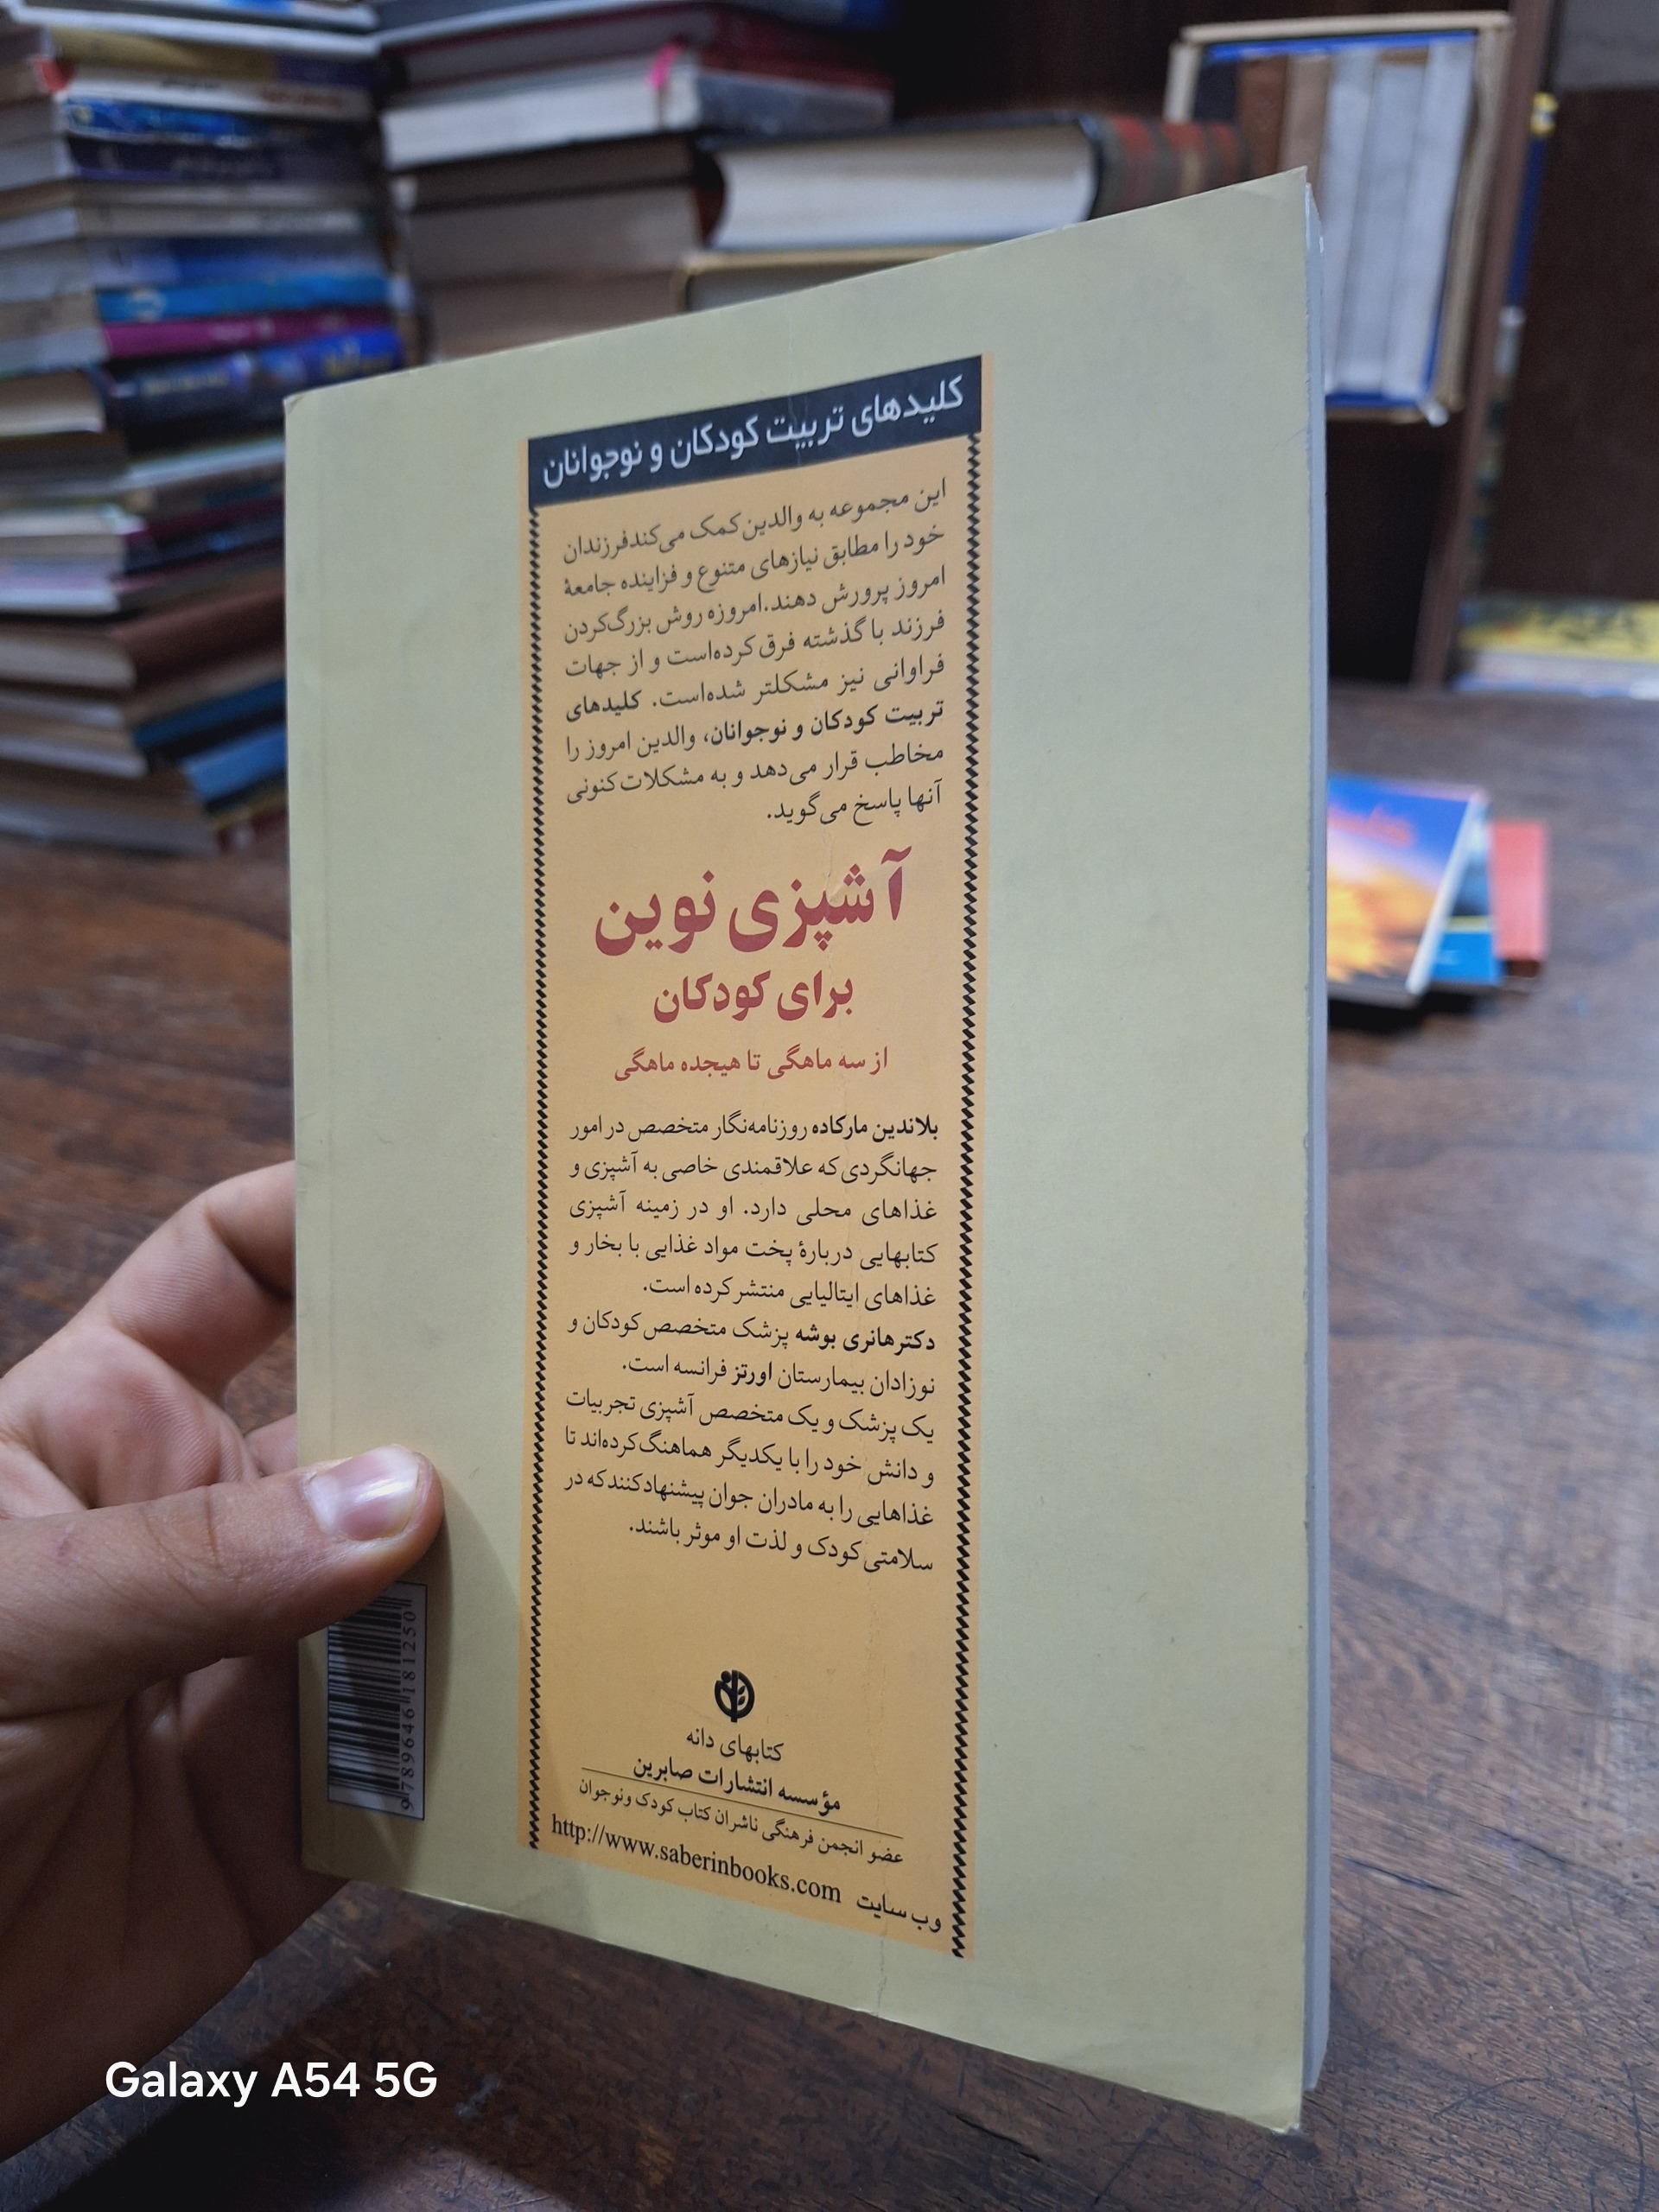 کلیدهای تربیت کودکان و نوجوانان
این مجموعه به والدین کمک می‌کند فرزندان
خود را مطابق نیازهای متنوع و فزاینده جامعۀ
امروز پرورش دهند. امروزه روش بزرگ‌کردن
فرزند با گذشته فرق کرده‌است و از جهات
فراوانی نیز مشکلتر شده‌است. کلیدهای
تربیت کودکان و نوجوانان، والدین امروز را
مخاطب قرار می‌دهد و به مشکلات کنونی
آنها پاسخ می‌گوید.
آشپزی نوین
برای کودکان
از سه ماهگی تا هیجده ماهگی
بلاندین مارکاده روزنامه‌نگار متخصص در امور
جهانگردی که علاقمندی خاصی به آشپزی و
غذاهای محلی دارد. او در زمینه آشپزی
کتابهایی دربارۀ پخت مواد غذایی با بخار و
غذاهای ایتالیایی منتشر کرده است.
دکتر هانری بوشه پزشک متخصص کودکان و
نوزادان بیمارستان اورتز فرانسه است.
یک پزشک و یک متخصص آشپزی تجربیات
و دانش خود را با یکدیگر هماهنگ کرده‌اند تا
غذاهایی را به مادران جوان پیشنهاد کنند که در
سلامتی کودک و لذت او موثر باشند.
کتابهای دانه
مؤسسه انتشارات صابرین
عضو انجمن فرهنگی ناشران کتاب کودک ونوجوان
وب سایت http://www.saberinbooks.com
9 789646 181250
Galaxy A54 5G